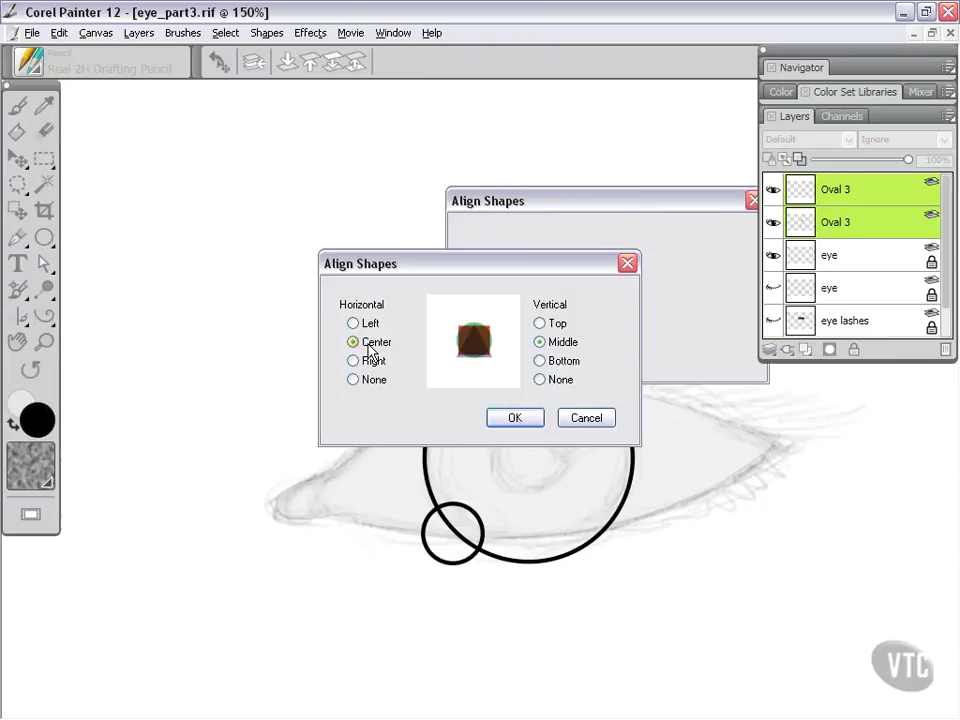 Corel Painter 12 - [eye_part3.rif @ 150%]
File Edit Canvas Layers Brushes Select Shapes Effects Movie Window Help
Pencil
Real 2H Drafting Pencil
Navigator
Color Color Set Libraries Mixer
Layers Channels
Default Ignore
100%
Oval 3
Oval 3
eye
eye
eye lashes
Align Shapes
Align Shapes
Horizontal Vertical
Left Top
Center Middle
Right Bottom
None None
OK Cancel
VTC